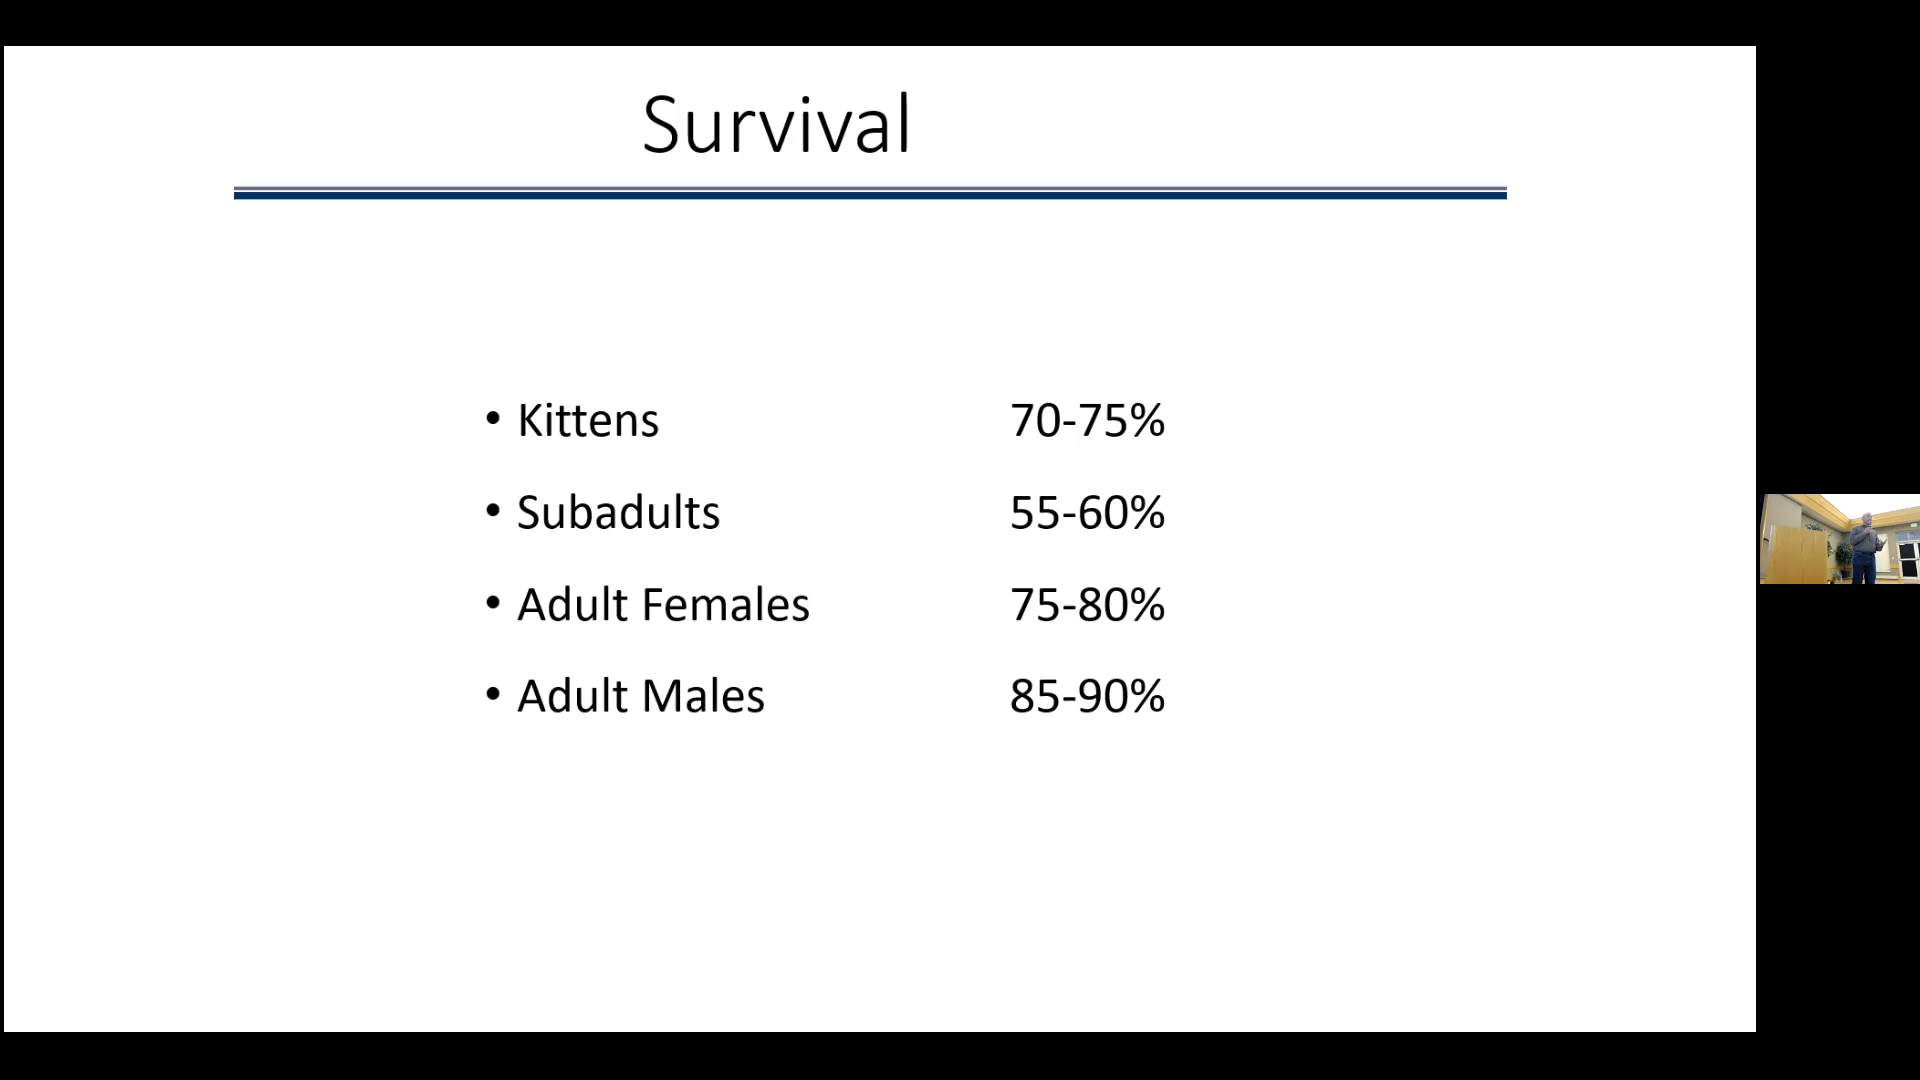 Survival
• Kittens 70-75%
• Subadults 55-60%
• Adult Females 75-80%
• Adult Males 85-90%